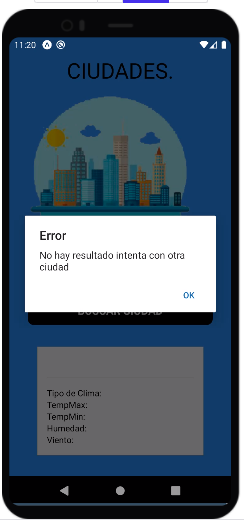 11:20
CIUDADES.
Error
No hay resultado intenta con otra
ciudad
OK
BUSCAR CIUDAD
Tipo de Clima:
TempMax:
TempMin:
Humedad:
Viento: